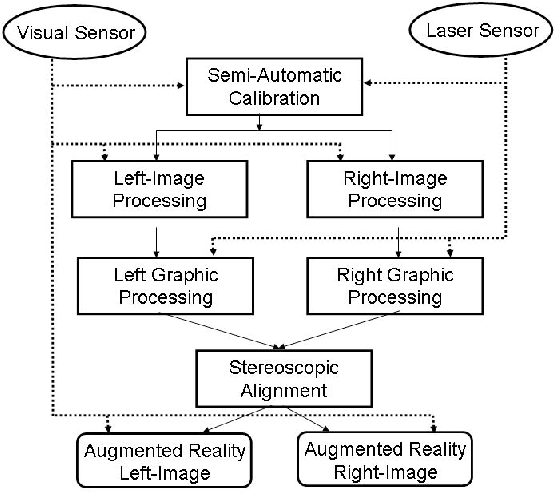 Visual Sensor
Laser Sensor
Semi-Automatic
Calibration
Left-Image
Processing
Right-Image
Processing
Left Graphic
Processing
Right Graphic
Processing
Stereoscopic
Alignment
Augmented Reality
Left-Image
Augmented Reality
Right-Image